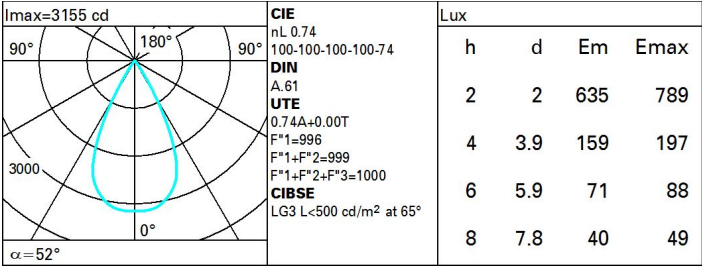 Imax=3155 cd
90° 180° 90°
3000
0°
α=52°
CIE
nL 0.74
100-100-100-100-74
DIN
A.61
UTE
0.74A+0.00T
F"1=996
F"1+F"2=999
F"1+F"2+F"3=1000
CIBSE
LG3 L<500 cd/m² at 65°
Lux
h d Em Emax
2 2 635 789
4 3.9 159 197
6 5.9 71 88
8 7.8 40 49